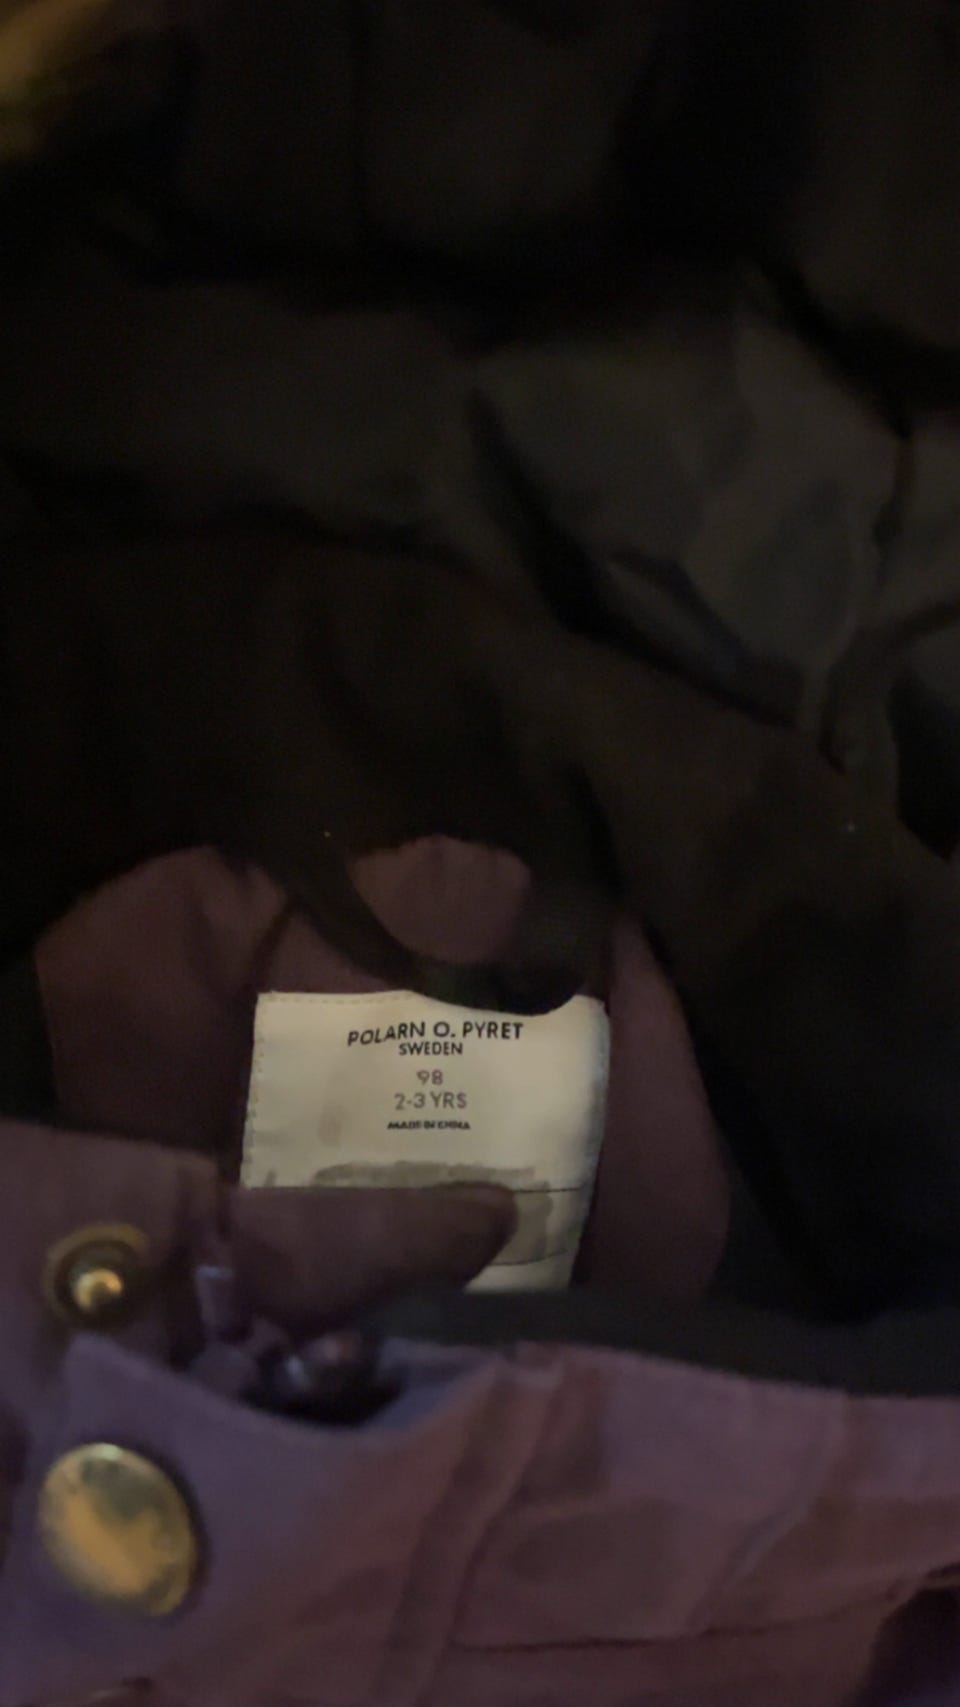 POLARN O. PYRET
SWEDEN
98
2-3 YRS
MADE IN CHINA